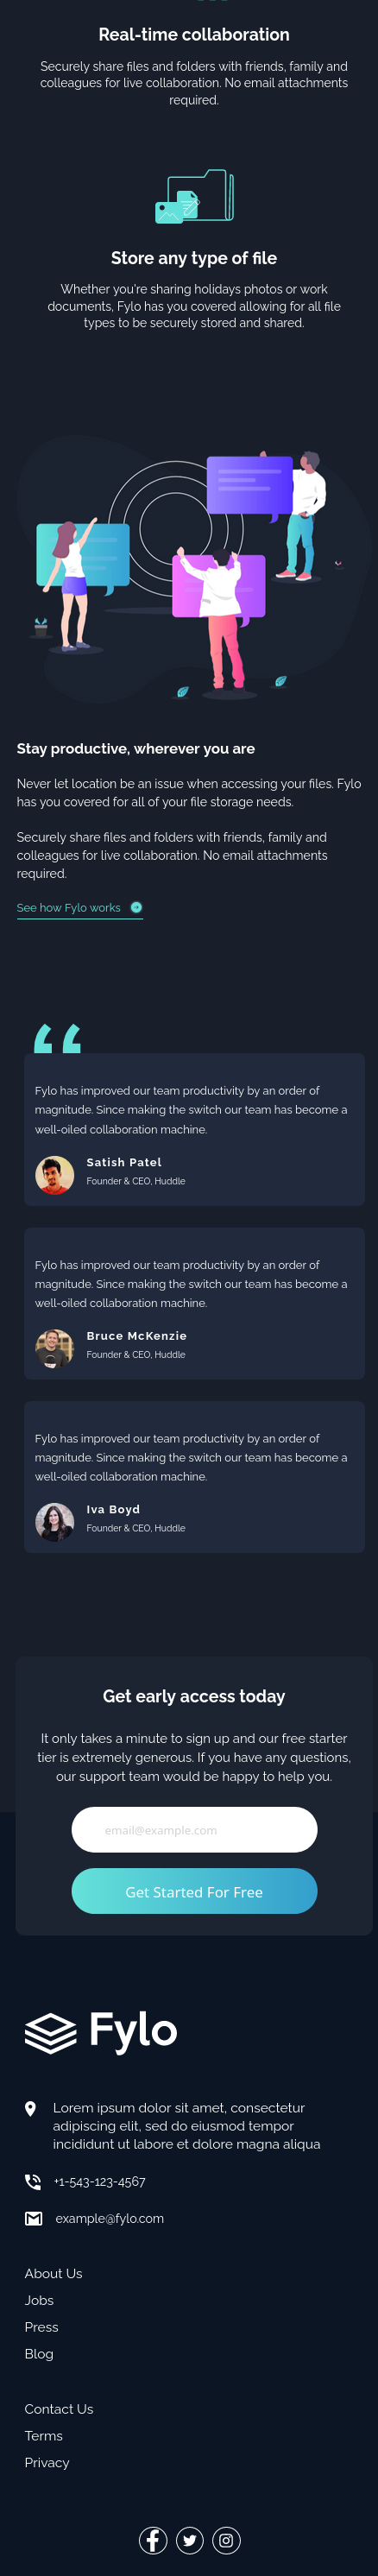 Real-time collaboration
Securely share files and folders with friends, family and
colleagues for live collaboration. No email attachments
required.
Store any type of file
Whether you're sharing holidays photos or work
documents, Fylo has you covered allowing for all file
types to be securely stored and shared.
Stay productive, wherever you are
Never let location be an issue when accessing your files. Fylo
has you covered for all of your file storage needs.
Securely share files and folders with friends, family and
colleagues for live collaboration. No email attachments
required.
See how Fylo works
Fylo has improved our team productivity by an order of
magnitude. Since making the switch our team has become a
well-oiled collaboration machine.
Satish Patel
Founder & CEO, Huddle
Fylo has improved our team productivity by an order of
magnitude. Since making the switch our team has become a
well-oiled collaboration machine.
Bruce McKenzie
Founder & CEO, Huddle
Fylo has improved our team productivity by an order of
magnitude. Since making the switch our team has become a
well-oiled collaboration machine.
Iva Boyd
Founder & CEO, Huddle
Get early access today
It only takes a minute to sign up and our free starter
tier is extremely generous. If you have any questions,
our support team would be happy to help you.
email@example.com
Get Started For Free
Fylo
Lorem ipsum dolor sit amet, consectetur
adipiscing elit, sed do eiusmod tempor
incididunt ut labore et dolore magna aliqua
+1-543-123-4567
example@fylo.com
About Us
Jobs
Press
Blog
Contact Us
Terms
Privacy